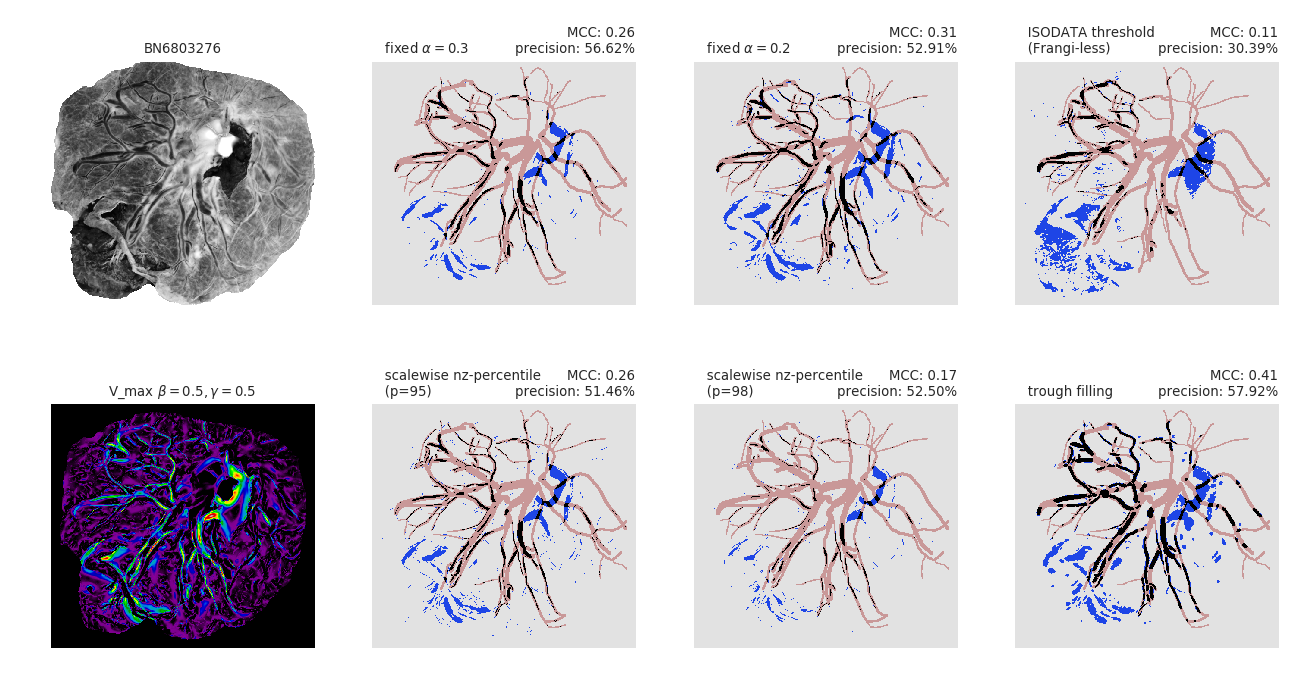 BN6803276
fixed α = 0.3
MCC: 0.26
precision: 56.62%
fixed α = 0.2
MCC: 0.31
precision: 52.91%
ISODATA threshold
(Frangi-less)
MCC: 0.11
precision: 30.39%
V_max β = 0.5, γ = 0.5
scalewise nz-percentile
(p=95)
MCC: 0.26
precision: 51.46%
scalewise nz-percentile
(p=98)
MCC: 0.17
precision: 52.50%
trough filling
MCC: 0.41
precision: 57.92%